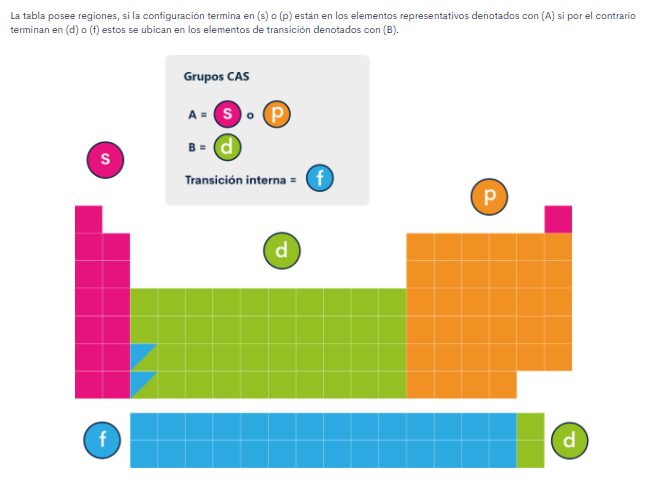 La tabla posee regiones, si la configuración termina en (s) o (p) están en los elementos representativos denotados con (A) si por el contrario
terminan en (d) o (f) estos se ubican en los elementos de transición denotados con (B).
Grupos CAS
A = s o p
B = d
Transición interna = f
s
p
d
f
d